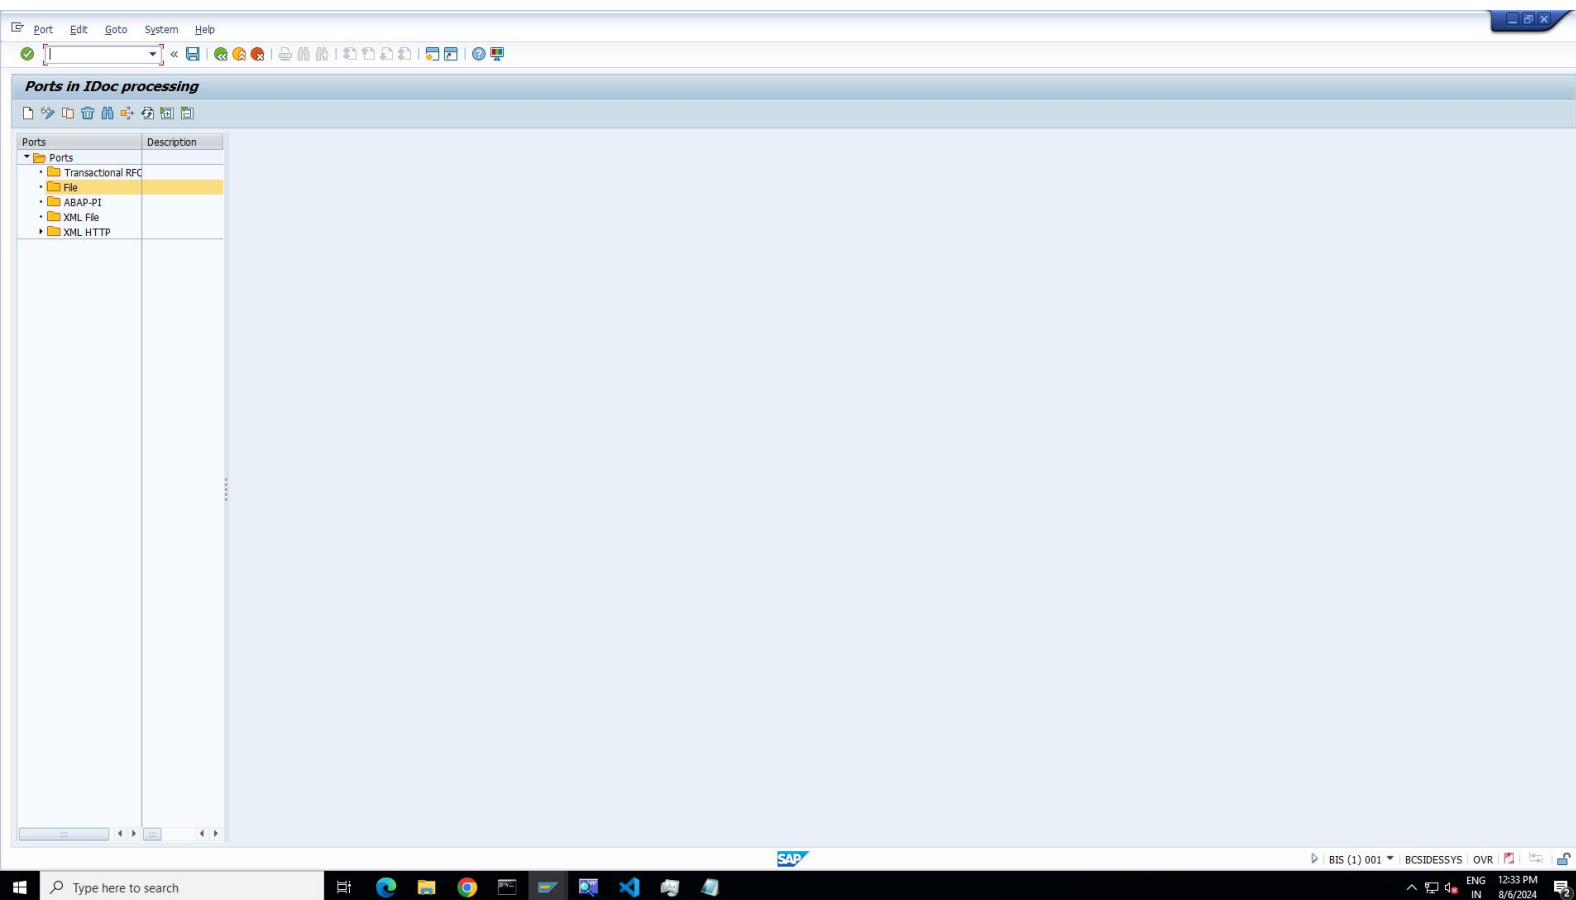 Port Edit Goto System Help
Ports in IDoc processing
Ports Description
Ports
Transactional RFC
File
ABAP-PI
XML File
XML HTTP
SAP
BIS (1) 001 BCSIDESSYS OVR
Type here to search
ENG 12:33 PM
IN 8/6/2024
2